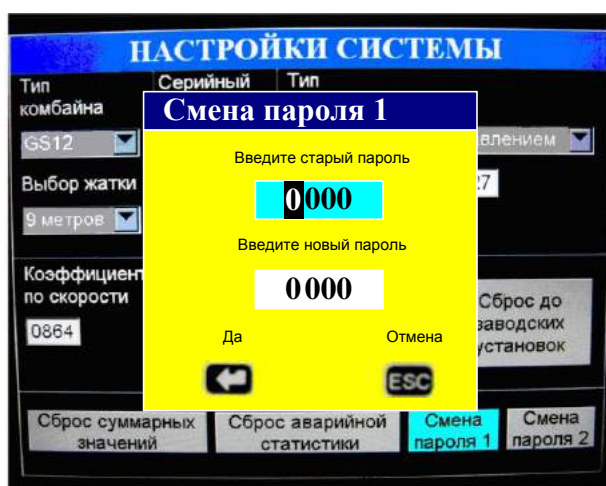 НАСТРОЙКИ СИСТЕМЫ
Тип Серийный Тип
комбайна
Смена пароля 1
GS12
влением
Введите старый пароль
Выбор жатки
27
0000
9 метров
Введите новый пароль
Коэффициент
по скорости
0000
0864
Сброс до
заводских
установок
Да Отмена
ESC
Сброс суммарных
значений
Сброс аварийной
статистики
Смена
пароля 1
Смена
пароля 2